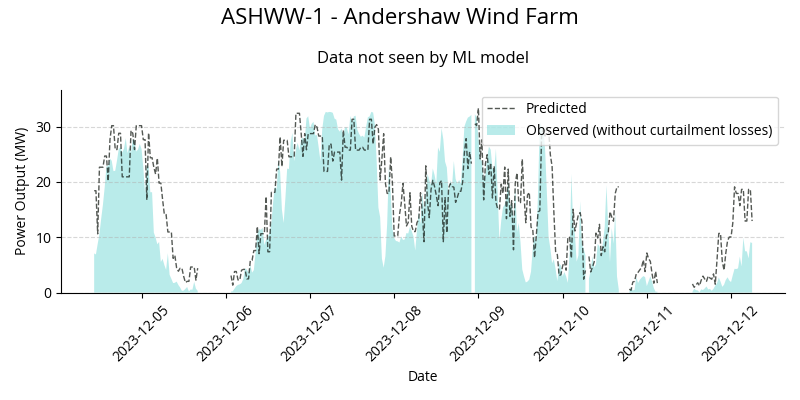 ASHWW-1 - Andershaw Wind Farm
Data not seen by ML model
Predicted
Observed (without curtailment losses)
Power Output (MW)
30
20
10
0
2023-12-05
2023-12-06
2023-12-07
2023-12-08
2023-12-09
2023-12-10
2023-12-11
2023-12-12
Date